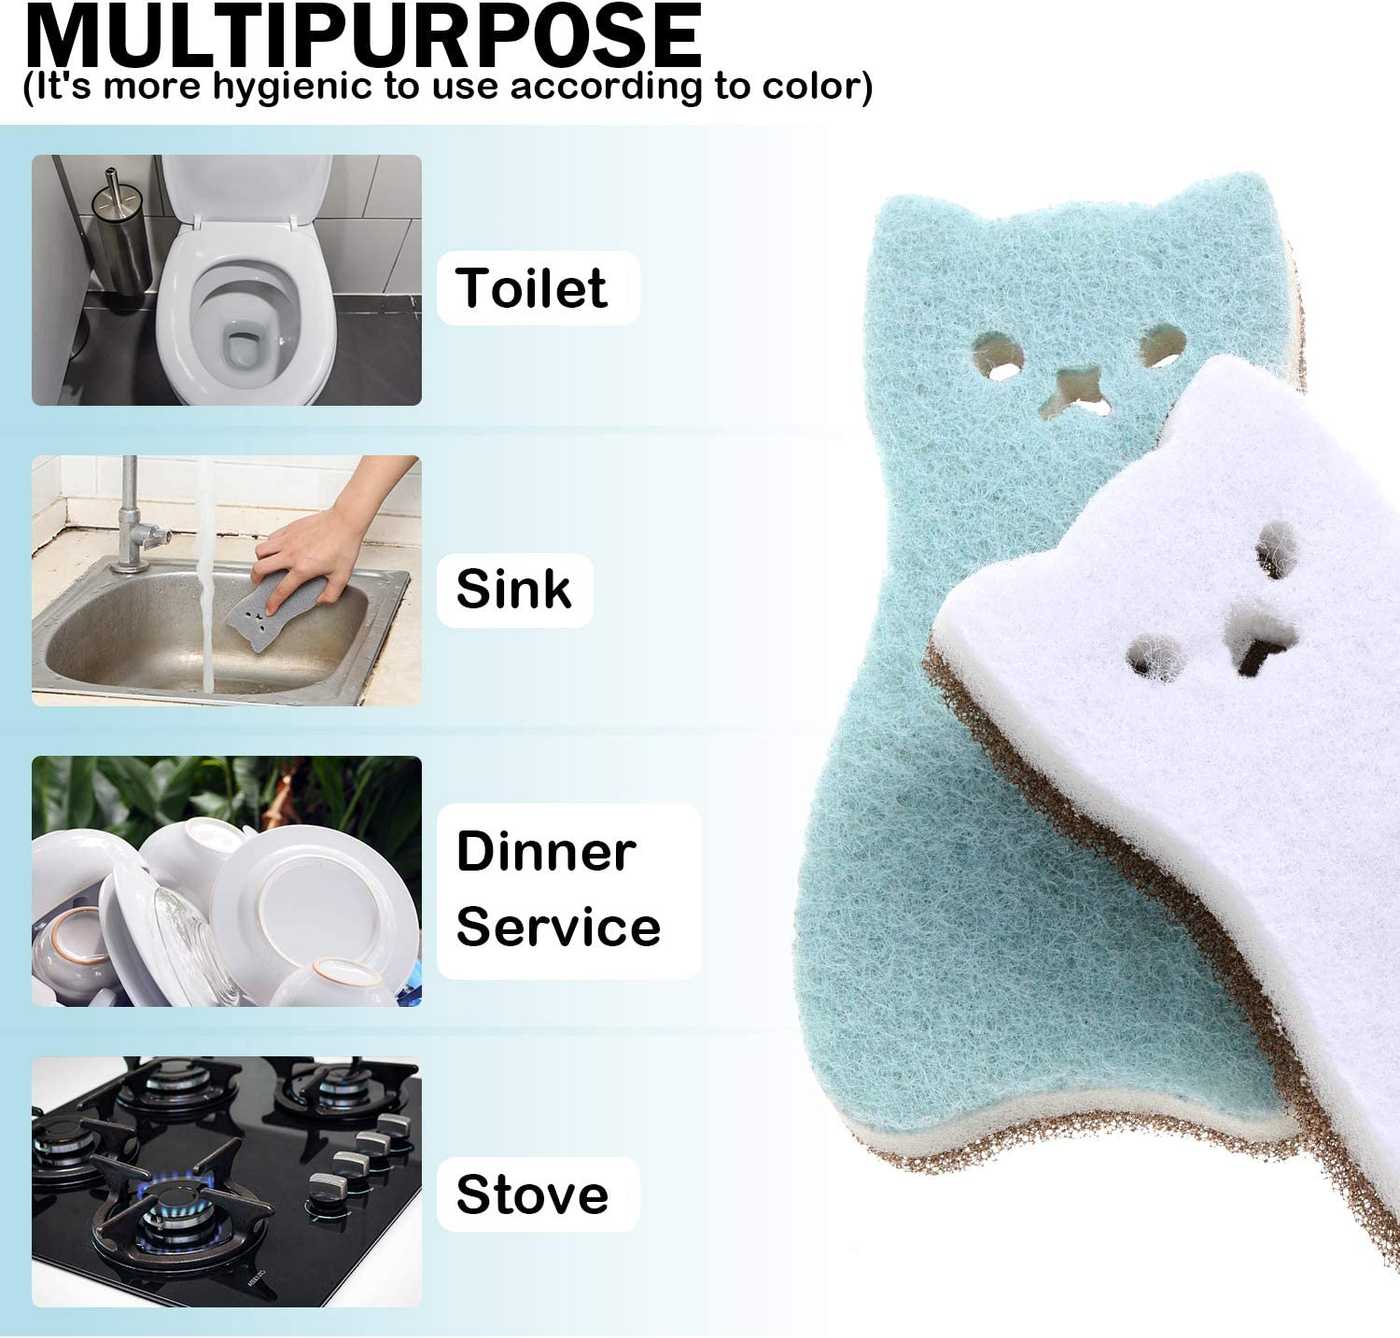 MULTIPURPOSE
(It's more hygienic to use according to color)
Toilet
Sink
Dinner
Service
Stove